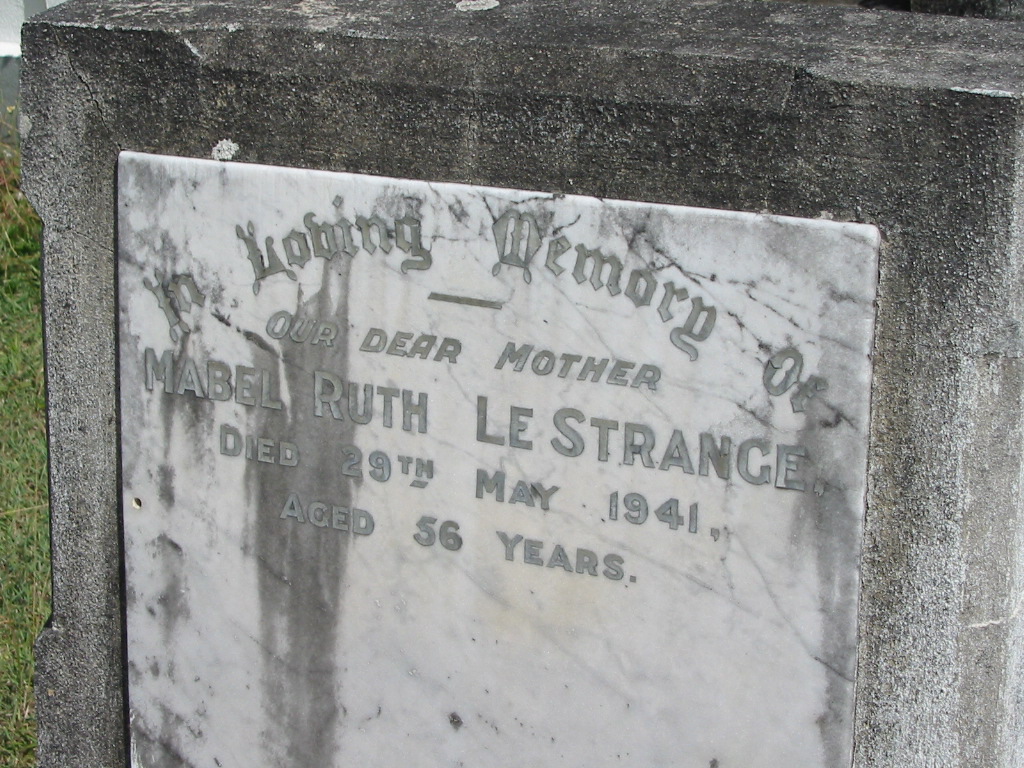 In Loving Memory Of
OUR DEAR MOTHER
MABEL RUTH LE STRANGE,
DIED 29TH MAY 1941,
AGED 56 YEARS.